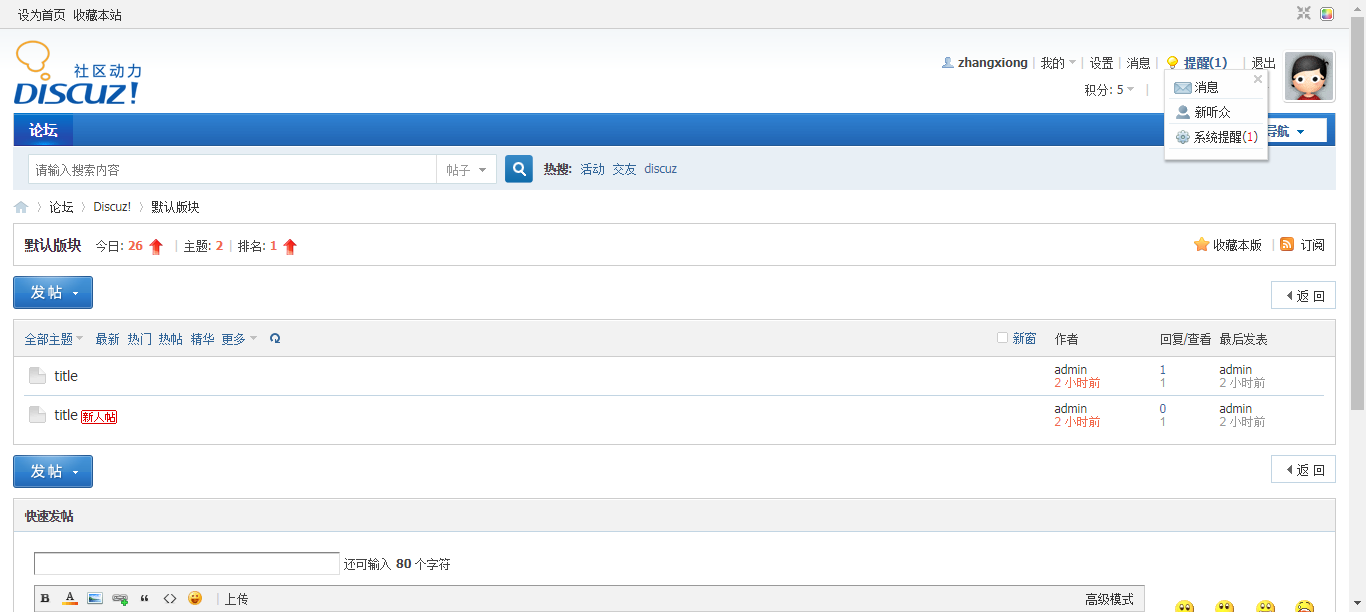 设为首页 收藏本站
社区动力
DISCUZ!
zhangxiong 我的 设置 消息 提醒(1) 退出
积分: 5
消息
新听众
系统提醒(1)
论坛
导航
请输入搜索内容 帖子 热搜: 活动 交友 discuz
论坛 Discuz! 默认版块
默认版块 今日: 26 主题: 2 排名: 1 收藏本版 订阅
发帖 返回
全部主题 最新 热门 热帖 精华 更多 新窗 作者 回复/查看 最后发表
title admin 1 admin
2 小时前 1 2 小时前
title 新人帖 admin 0 admin
2 小时前 1 2 小时前
发帖 返回
快速发帖
还可输入 80 个字符
B A “ <> 上传 高级模式